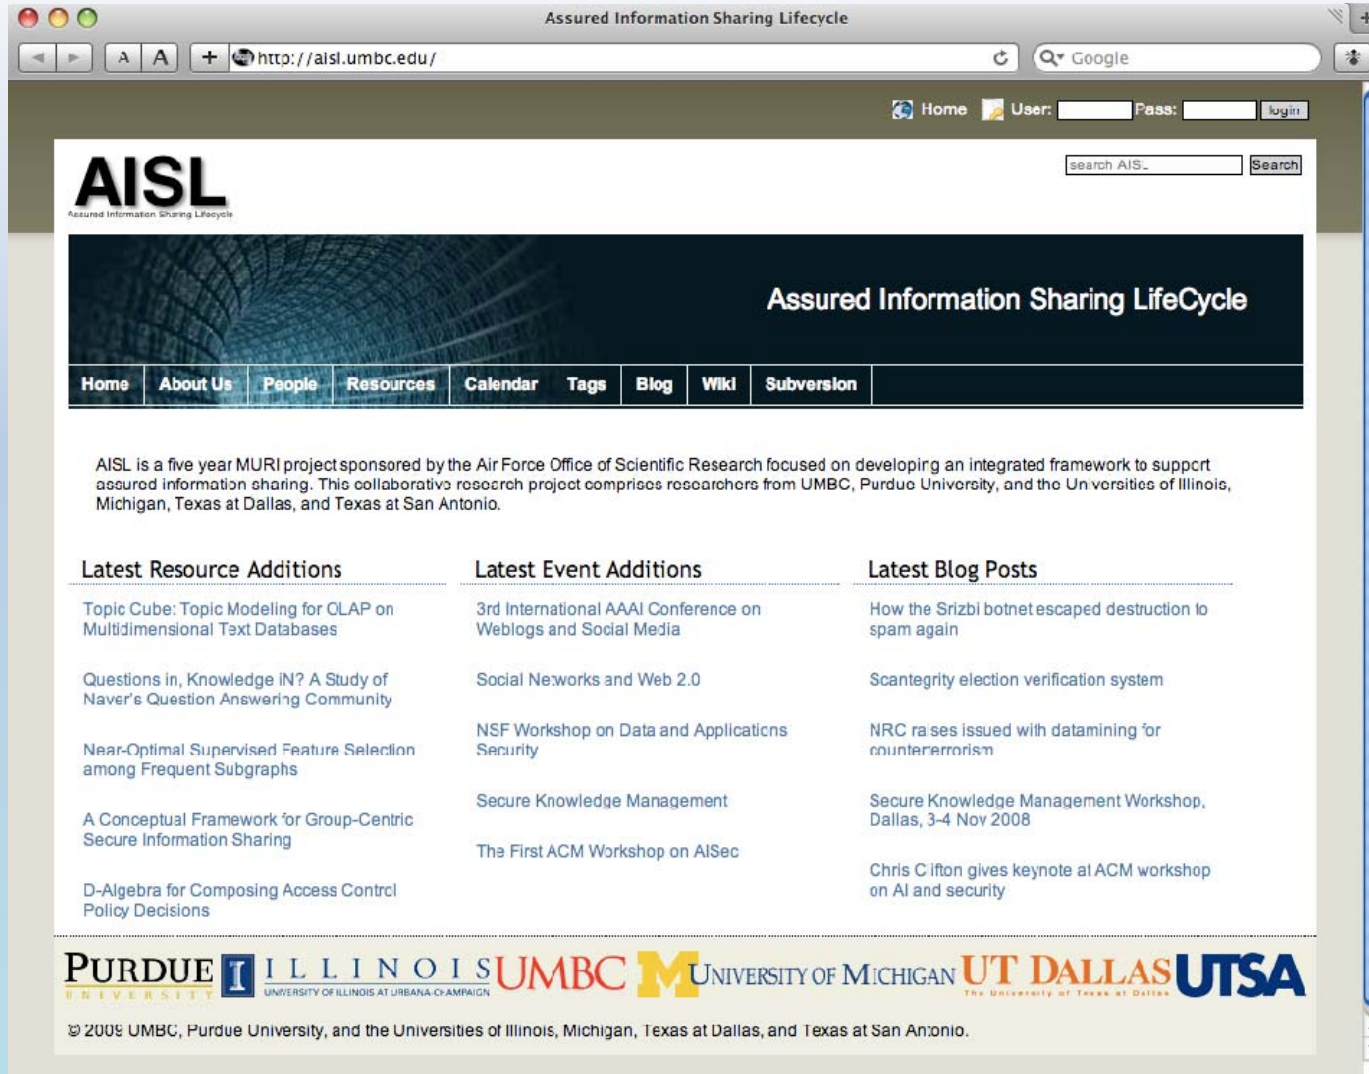 Assured Information Sharing Lifecycle
A A + http://aisl.umbc.edu/ Google
Home User: Pass: login
AISL
Assured Information Sharing Lifecycle
search AISL Search
Assured Information Sharing LifeCycle
Home About Us People Resources Calendar Tags Blog Wiki Subversion
AISL is a five year MURI project sponsored by the Air Force Office of Scientific Research focused on developing an integrated framework to support
assured information sharing. This collaborative research project comprises researchers from UMBC, Purdue University, and the Universities of Illinois,
Michigan, Texas at Dallas, and Texas at San Antonio.
Latest Resource Additions
Topic Cube: Topic Modeling for OLAP on
Multidimensional Text Databases
Questions in, Knowledge iN? A Study of
Naver's Question Answering Community
Near-Optimal Supervised Feature Selection
among Frequent Subgraphs
A Conceptual Framework for Group-Centric
Secure Information Sharing
D-Algebra for Composing Access Control
Policy Decisions
Latest Event Additions
3rd International AAAI Conference on
Weblogs and Social Media
Social Networks and Web 2.0
NSF Workshop on Data and Applications
Security
Secure Knowledge Management
The First ACM Workshop on AISec
Latest Blog Posts
How the Srizbi botnet escaped destruction to
spam again
Scantegrity election verification system
NRC raises issued with datamining for
counterterrorism
Secure Knowledge Management Workshop,
Dallas, 3-4 Nov 2008
Chris Clifton gives keynote at ACM workshop
on AI and security
PURDUE
UNIVERSITY
I ILLINOIS
UNIVERSITY OF ILLINOIS AT URBANA-CHAMPAIGN
UMBC
M UNIVERSITY OF MICHIGAN
UT DALLAS
The University of Texas at Dallas
UTSA
© 2009 UMBC, Purdue University, and the Universities of Illinois, Michigan, Texas at Dallas, and Texas at San Antonio.